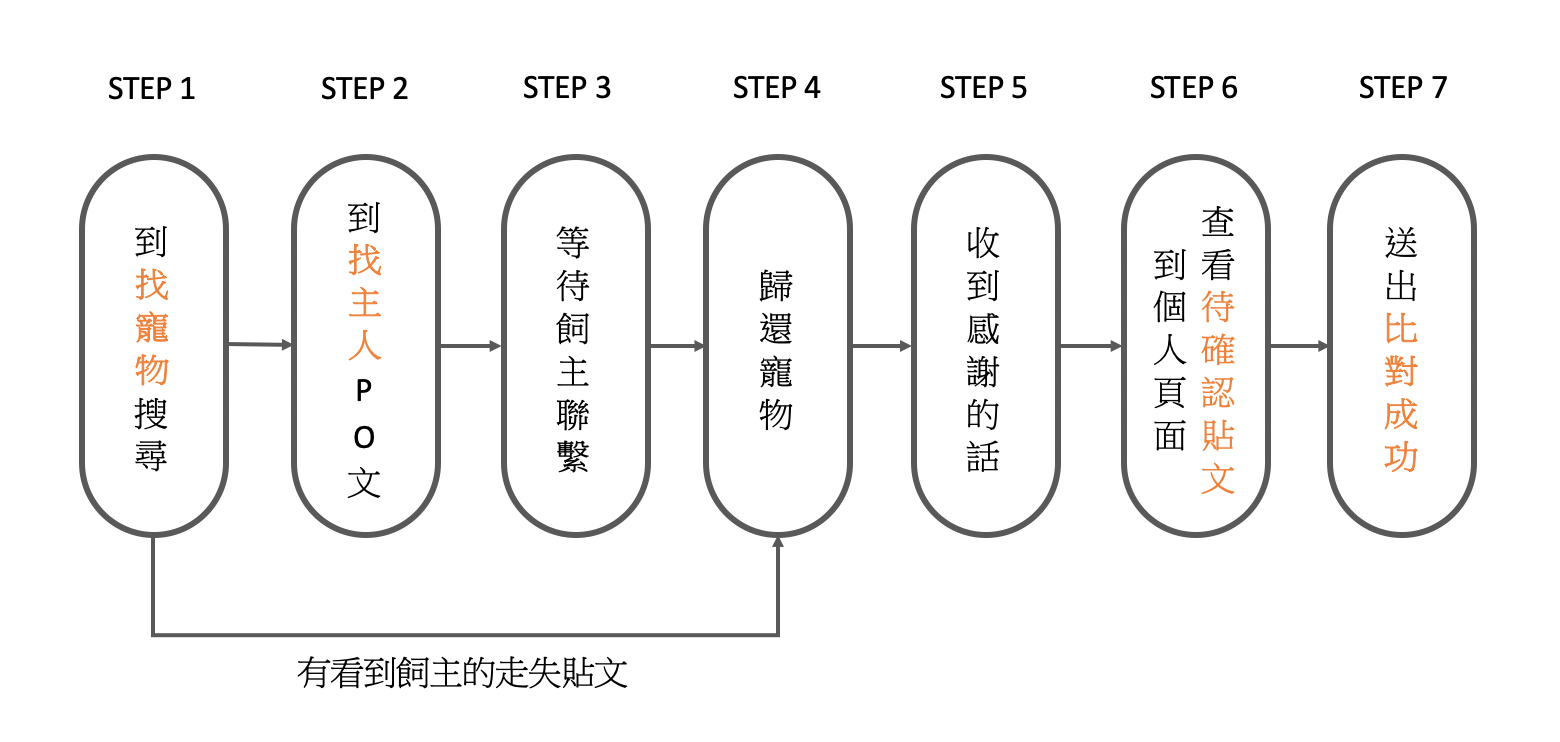 STEP 1
STEP 2
STEP 3
STEP 4
STEP 5
STEP 6
STEP 7
到找寵物搜尋
到找主人PO文
等待飼主聯繫
歸還寵物
收到感謝的話
到個人頁面
查看待確認貼文
送出比對成功
有看到飼主的走失貼文